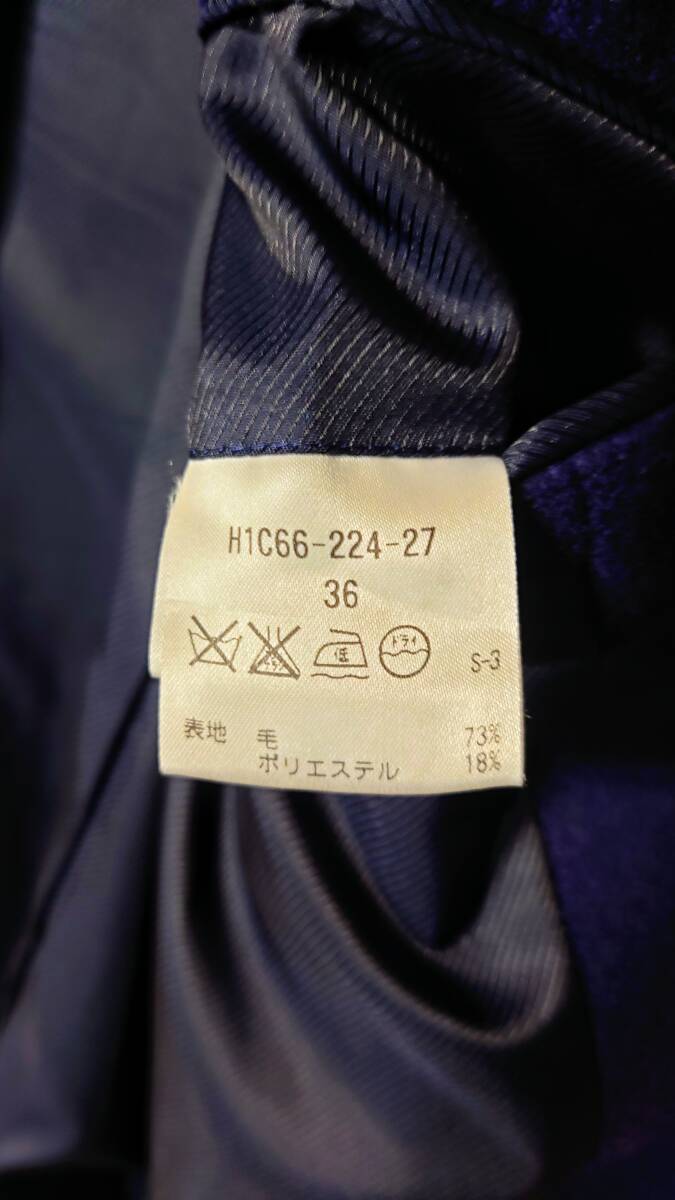 H1C66-224-27
36
低 ドライ
S-3
表地 毛 73%
ポリエステル 18%